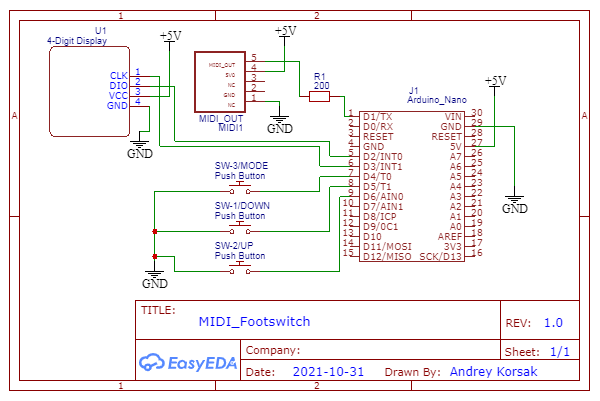 1
2
A
A
U1
4-Digit Display
CLK 1
DIO 2
VCC 3
GND 4
+5V
GND
MIDI_OUT 5
5V0 4
NC 3
GND 2
NC 1
MIDI_OUT
MIDI1
+5V
GND
R1
200
J1
Arduino_Nano
1 D1/TX VIN 30
2 D0/RX GND 29
3 RESET RESET 28
4 GND 5V 27
5 D2/INT0 A7 26
6 D3/INT1 A6 25
7 D4/T0 A5 24
8 D5/T1 A4 23
9 D6/AIN0 A3 22
10 D7/AIN1 A2 21
11 D8/ICP A1 20
12 D9/0C1 A0 19
13 D10 AREF 18
14 D11/MOSI 3V3 17
15 D12/MISO SCK/D13 16
+5V
GND
SW-3/MODE
Push Button
SW-1/DOWN
Push Button
SW-2/UP
Push Button
GND
TITLE:
MIDI_Footswitch
REV: 1.0
EasyEDA
Company:
Sheet: 1/1
Date: 2021-10-31 Drawn By: Andrey Korsak
1
2